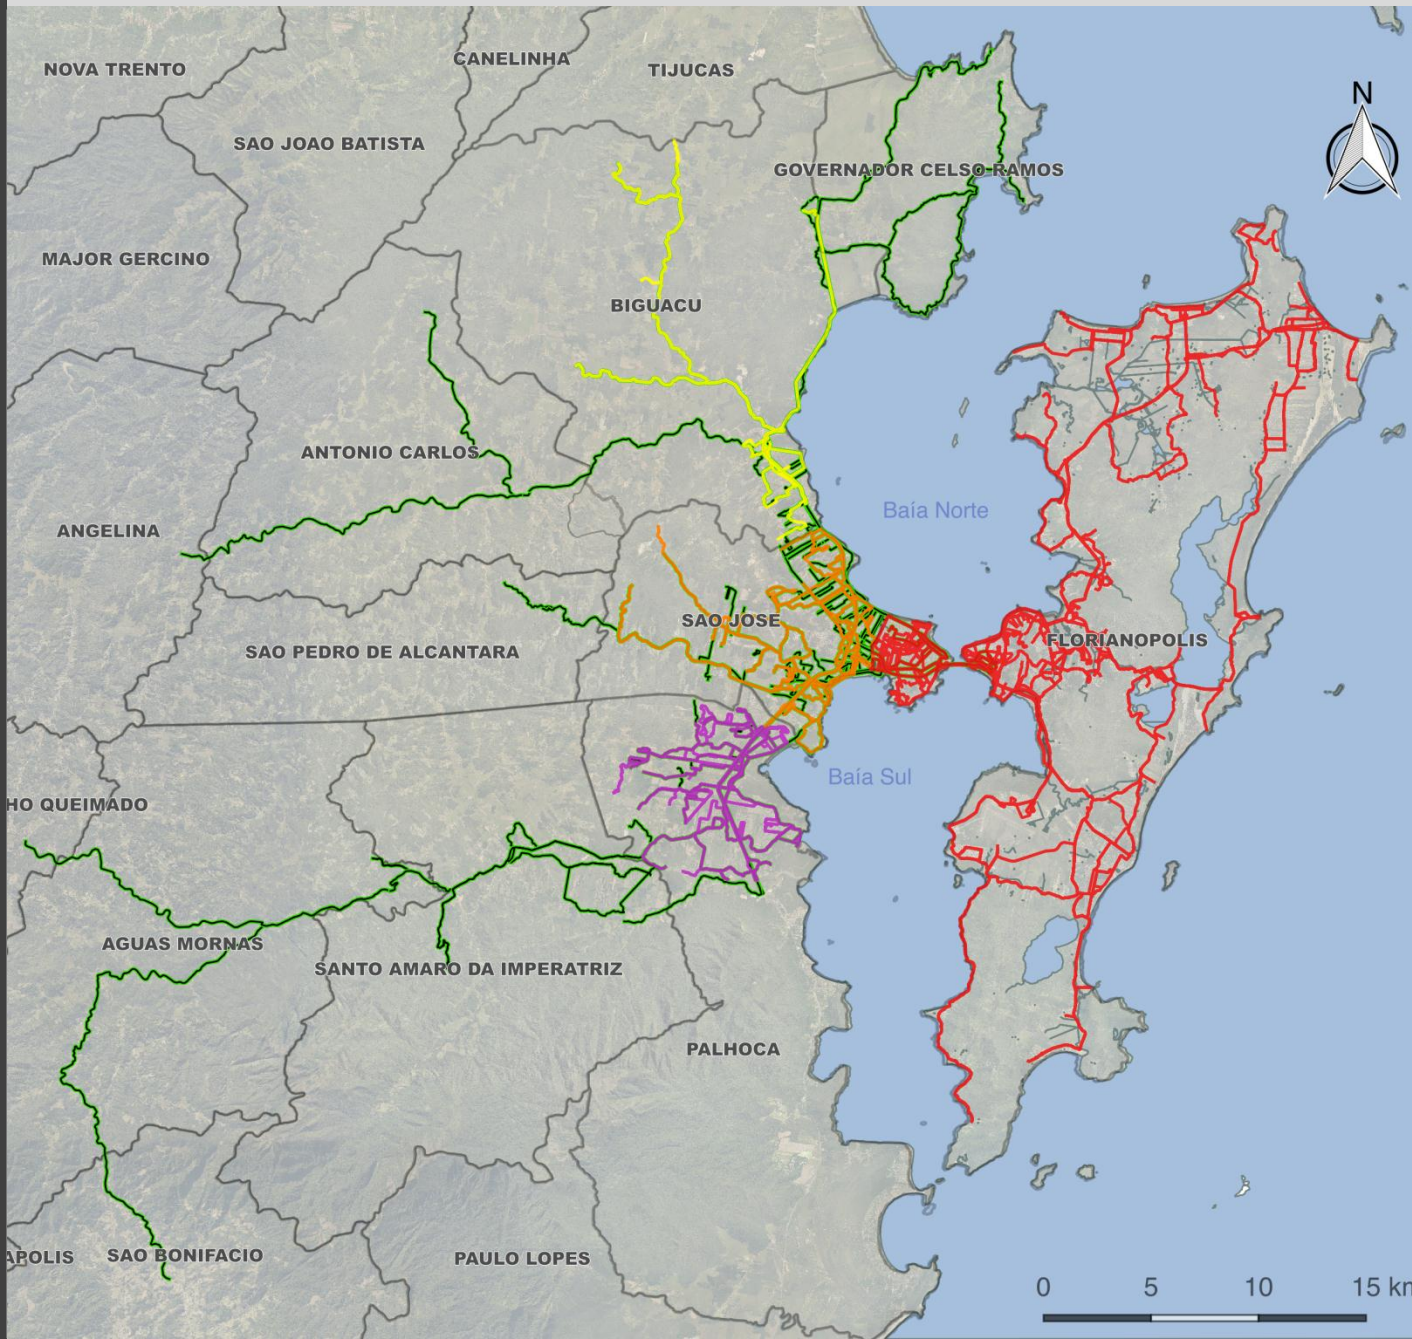 CANELINHA
NOVA TRENTO
TIJUCAS
N
SAO JOAO BATISTA
GOVERNADOR CELSO RAMOS
MAJOR GERCINO
BIGUACU
ANTONIO CARLOS
Baía Norte
ANGELINA
SAO JOSE
FLORIANOPOLIS
SAO PEDRO DE ALCANTARA
Baía Sul
HO QUEIMADO
AGUAS MORNAS
SANTO AMARO DA IMPERATRIZ
PALHOCA
APOLIS
SAO BONIFACIO
PAULO LOPES
0 5 10 15 km